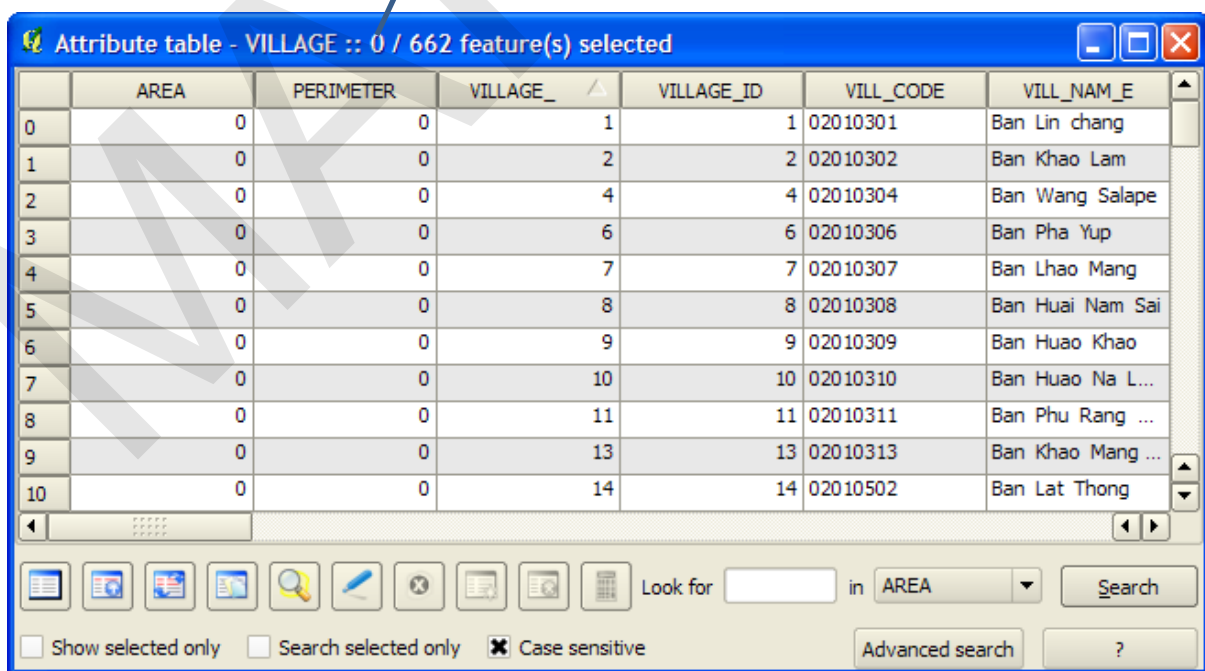 Attribute table - VILLAGE :: 0 / 662 feature(s) selected
AREA PERIMETER VILLAGE_ VILLAGE_ID VILL_CODE VILL_NAM_E
0 0 0 1 1 02010301 Ban Lin chang
1 0 0 2 2 02010302 Ban Khao Lam
2 0 0 4 4 02010304 Ban Wang Salape
3 0 0 6 6 02010306 Ban Pha Yup
4 0 0 7 7 02010307 Ban Lhao Mang
5 0 0 8 8 02010308 Ban Huai Nam Sai
6 0 0 9 9 02010309 Ban Huao Khao
7 0 0 10 10 02010310 Ban Huao Na L...
8 0 0 11 11 02010311 Ban Phu Rang ...
9 0 0 13 13 02010313 Ban Khao Mang ...
10 0 0 14 14 02010502 Ban Lat Thong
Look for in AREA Search
Show selected only Search selected only Case sensitive Advanced search ?